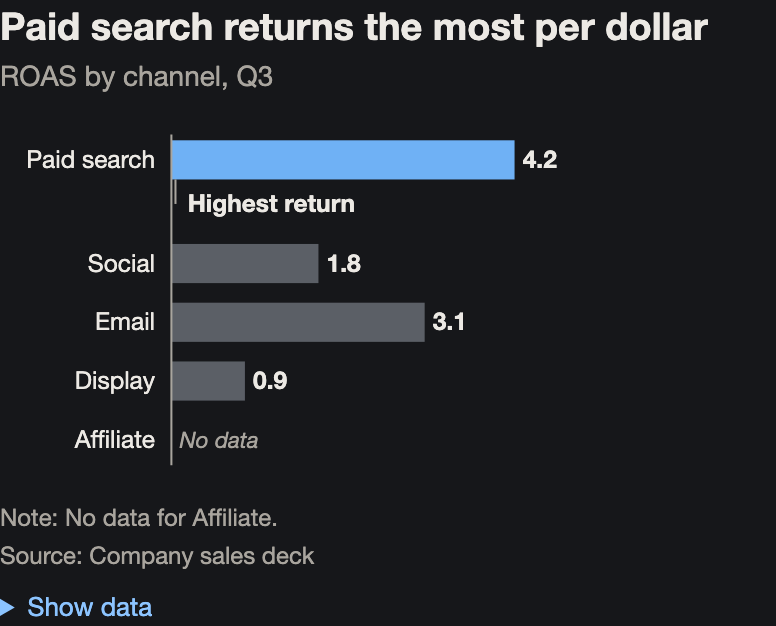 Paid search returns the most per dollar
ROAS by channel, Q3
Paid search 4.2
Highest return
Social 1.8
Email 3.1
Display 0.9
Affiliate No data
Note: No data for Affiliate.
Source: Company sales deck
Show data